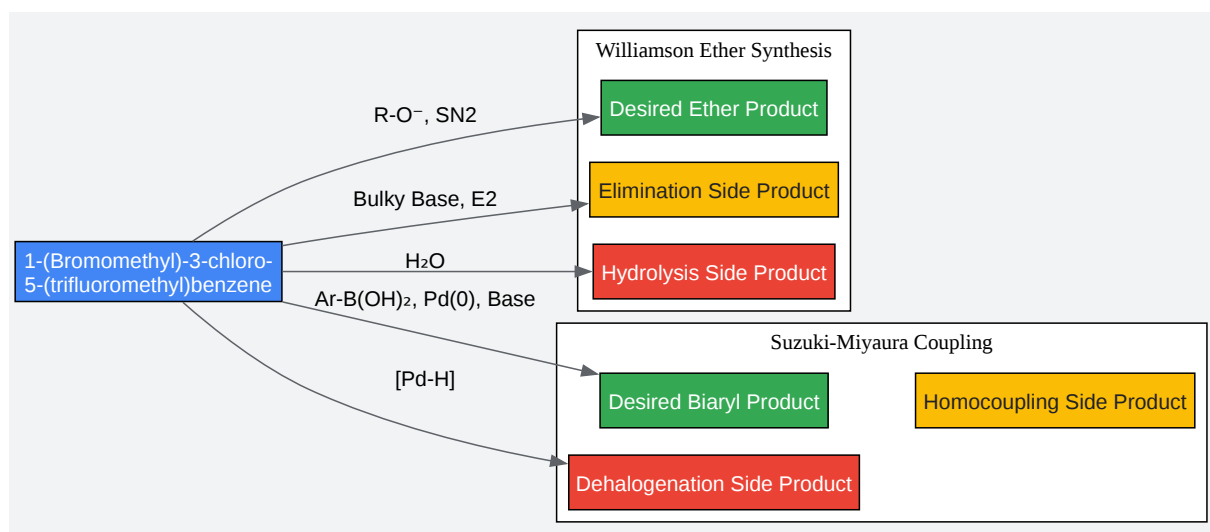 Williamson Ether Synthesis
R-O⁻, SN2
Desired Ether Product
Bulky Base, E2
Elimination Side Product
1-(Bromomethyl)-3-chloro-
5-(trifluoromethyl)benzene
H₂O
Hydrolysis Side Product
Ar-B(OH)₂, Pd(0), Base
Suzuki-Miyaura Coupling
[Pd-H]
Desired Biaryl Product
Homocoupling Side Product
Dehalogenation Side Product